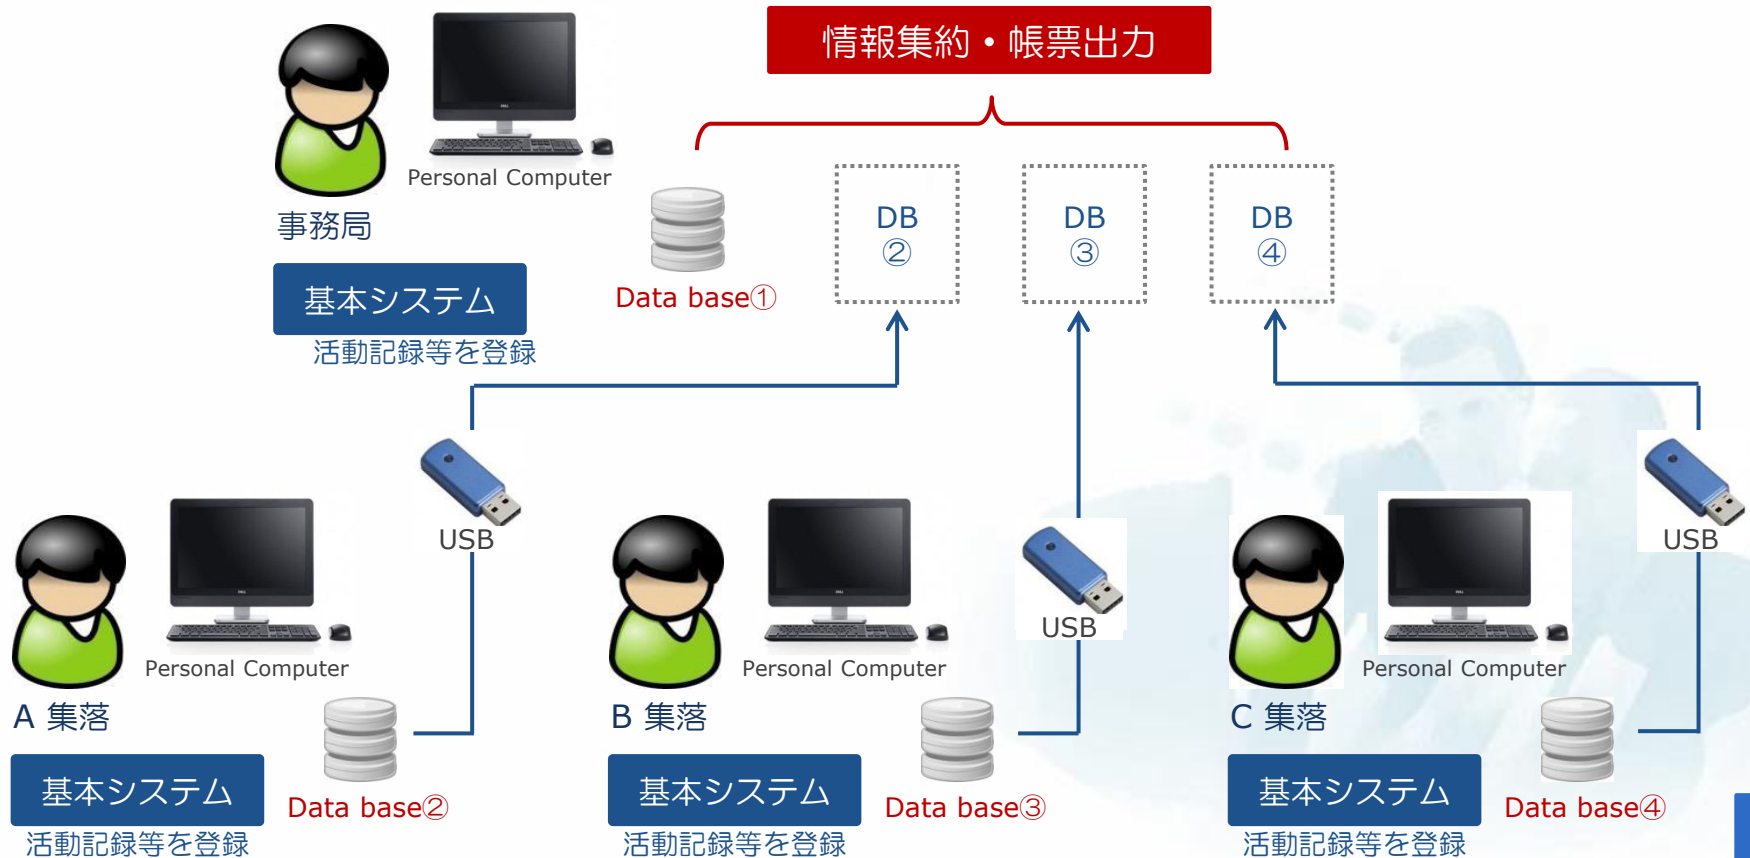 情報集約・帳票出力
Personal Computer
事務局
基本システム
活動記録等を登録
Data base①
DB
②
DB
③
DB
④
USB
Personal Computer
A 集落
基本システム
活動記録等を登録
Data base②
USB
Personal Computer
B 集落
基本システム
活動記録等を登録
Data base③
USB
Personal Computer
C 集落
基本システム
活動記録等を登録
Data base④